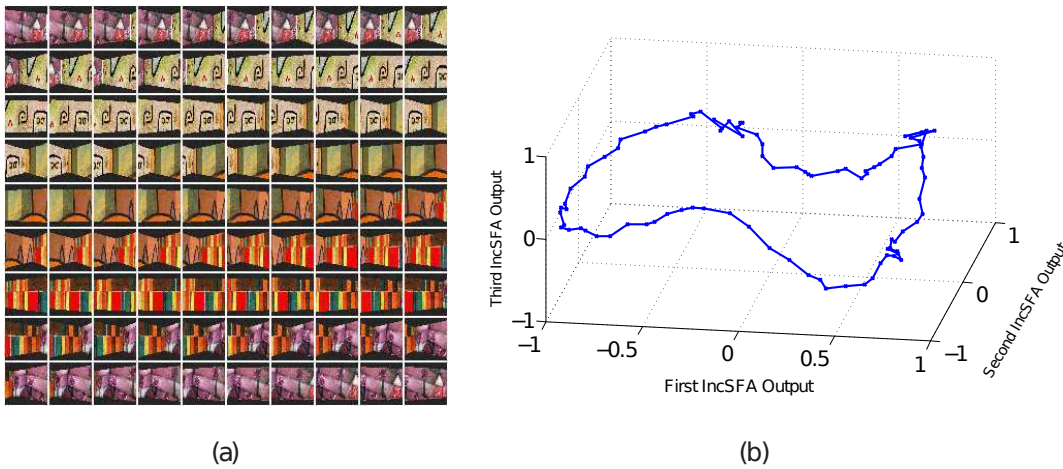 1
0
−1
−1
−0.5
0
0.5
1
−1
0
1
Third IncSFA Output
First IncSFA Output
Second IncSFA Output
(a)
(b)